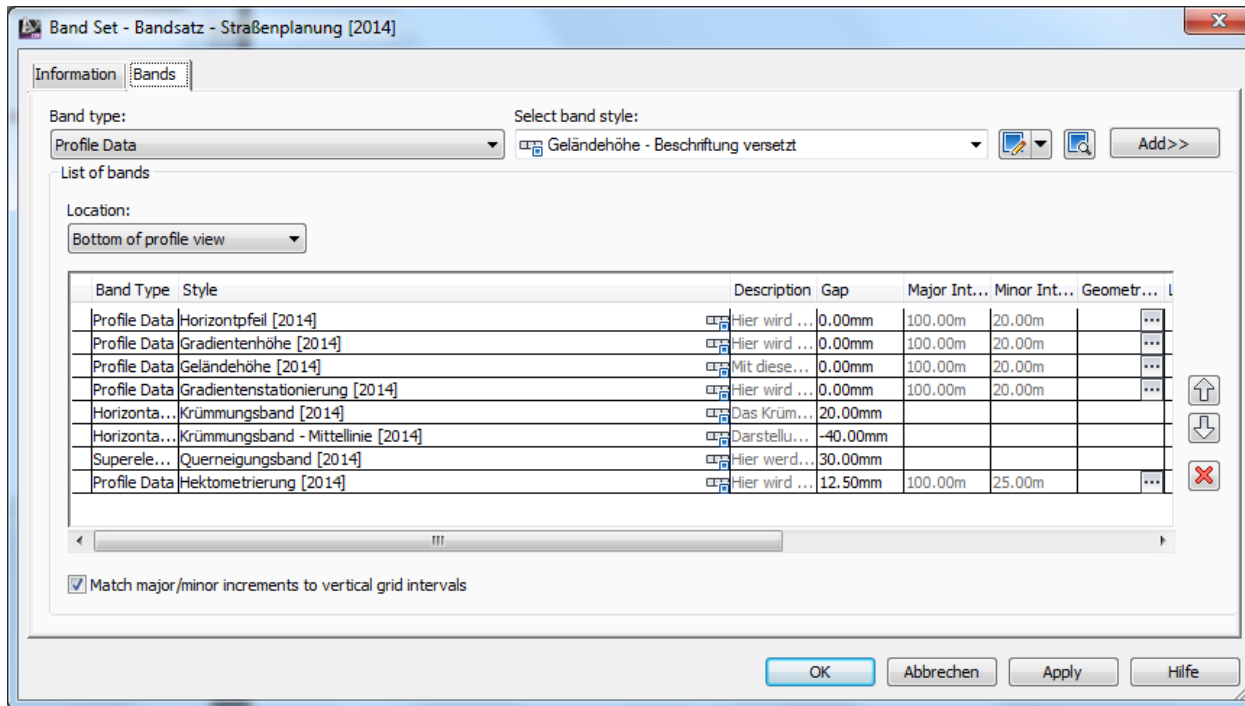 Band Set - Bandsatz - Straßenplanung [2014]
Information Bands
Band type: Select band style:
Profile Data Geländehöhe - Beschriftung versetzt Add>>
List of bands
Location:
Bottom of profile view
Band Type Style Description Gap Major Int... Minor Int... Geometr... L
Profile Data Horizontpfeil [2014] Hier wird ... 0.00mm 100.00m 20.00m ...
Profile Data Gradientenhöhe [2014] Hier wird ... 0.00mm 100.00m 20.00m ...
Profile Data Geländehöhe [2014] Mit diese... 0.00mm 100.00m 20.00m ...
Profile Data Gradientenstationierung [2014] Hier wird ... 0.00mm 100.00m 20.00m ...
Horizonta... Krümmungsband [2014] Das Krüm... 20.00mm
Horizonta... Krümmungsband - Mittellinie [2014] Darstellu... -40.00mm
Superele... Querneigungsband [2014] Hier werd... 30.00mm
Profile Data Hektometrierung [2014] Hier wird ... 12.50mm 100.00m 25.00m ...
Match major/minor increments to vertical grid intervals
OK Abbrechen Apply Hilfe